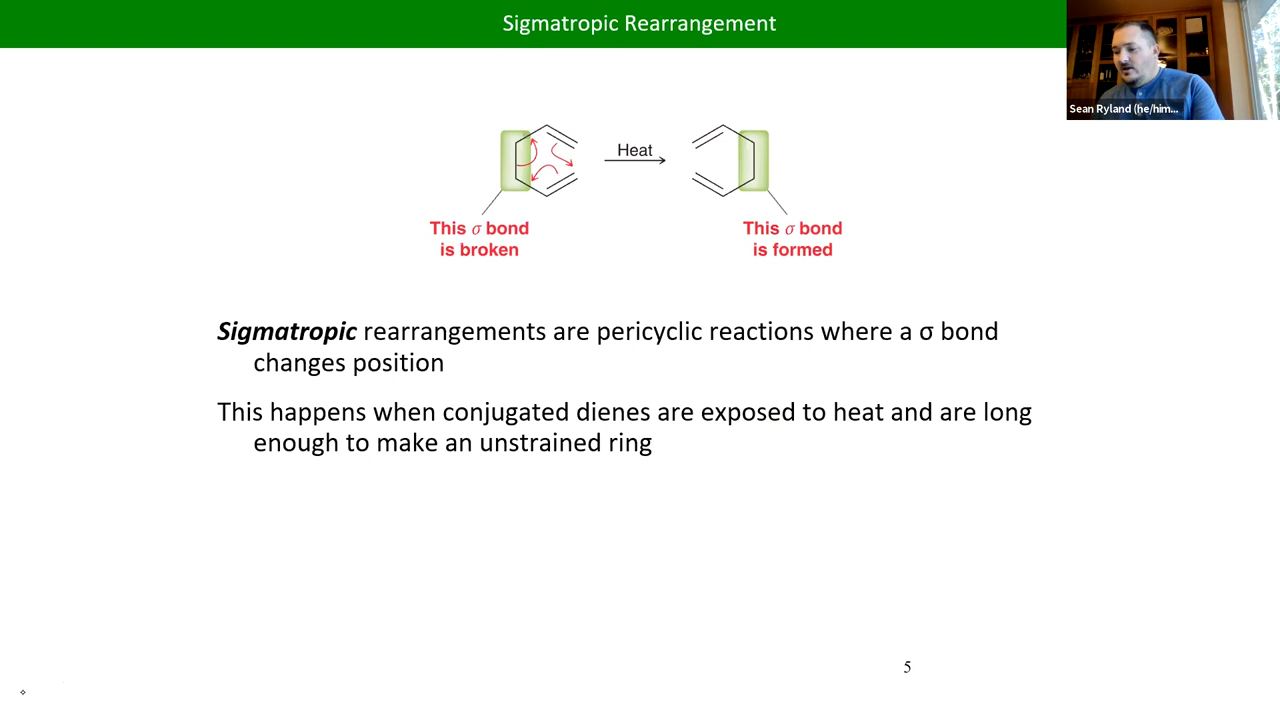 Sigmatropic Rearrangement
Sean Ryland (he/him...
Heat
This σ bond
is broken
This σ bond
is formed
Sigmatropic rearrangements are pericyclic reactions where a σ bond
changes position
This happens when conjugated dienes are exposed to heat and are long
enough to make an unstrained ring
5